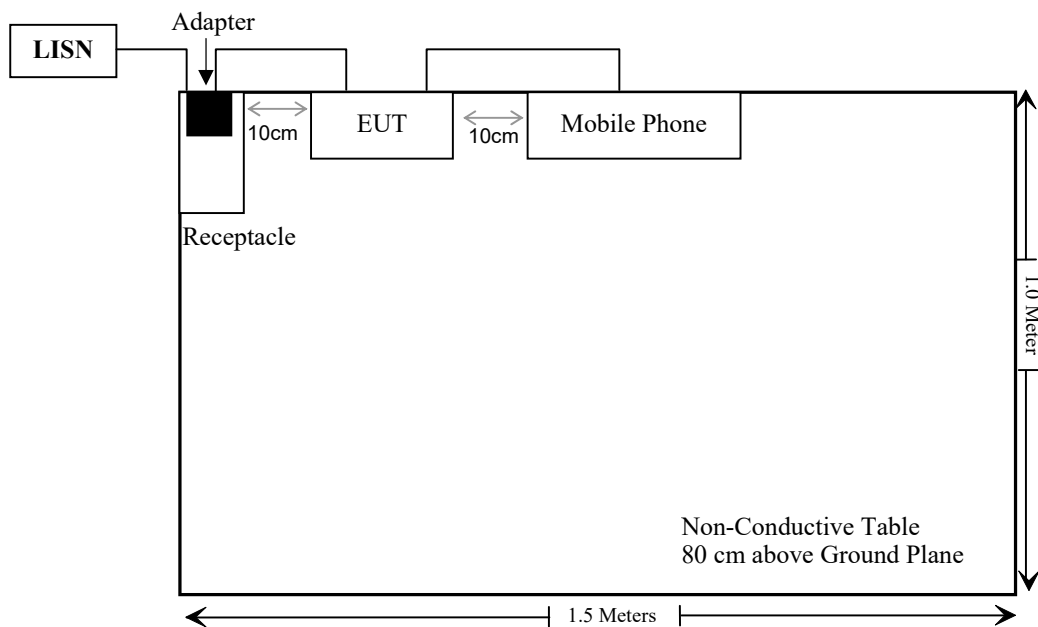 Adapter
LISN
EUT
Mobile Phone
10cm
10cm
Receptacle
1.0 Meter
Non-Conductive Table
80 cm above Ground Plane
1.5 Meters